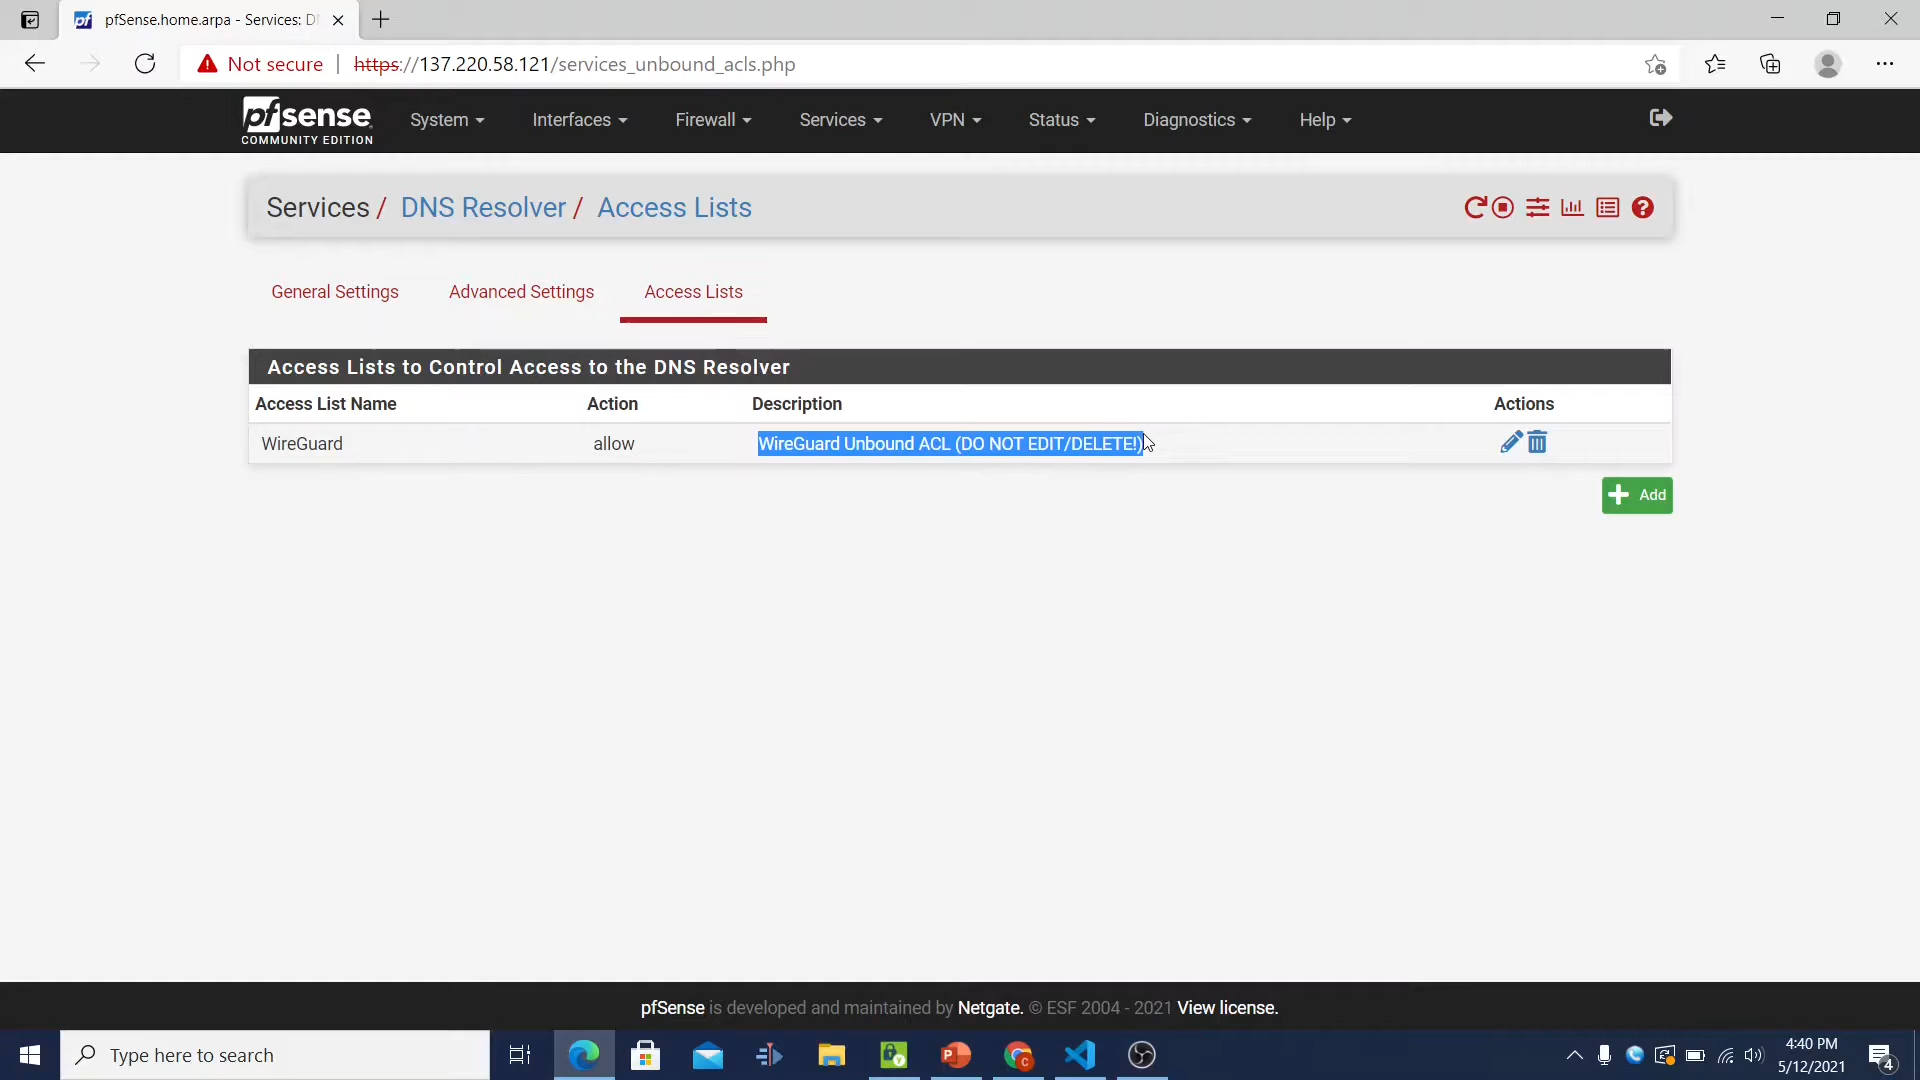 pfSense.home.arpa - Services: D
Not secure | https://137.220.58.121/services_unbound_acls.php
pfsense
COMMUNITY EDITION
System Interfaces Firewall Services VPN Status Diagnostics Help
Services / DNS Resolver / Access Lists
General Settings Advanced Settings Access Lists
Access Lists to Control Access to the DNS Resolver
Access List Name Action Description Actions
WireGuard allow WireGuard Unbound ACL (DO NOT EDIT/DELETE!)
Add
pfSense is developed and maintained by Netgate. © ESF 2004 - 2021 View license.
Type here to search
4:40 PM
5/12/2021
4